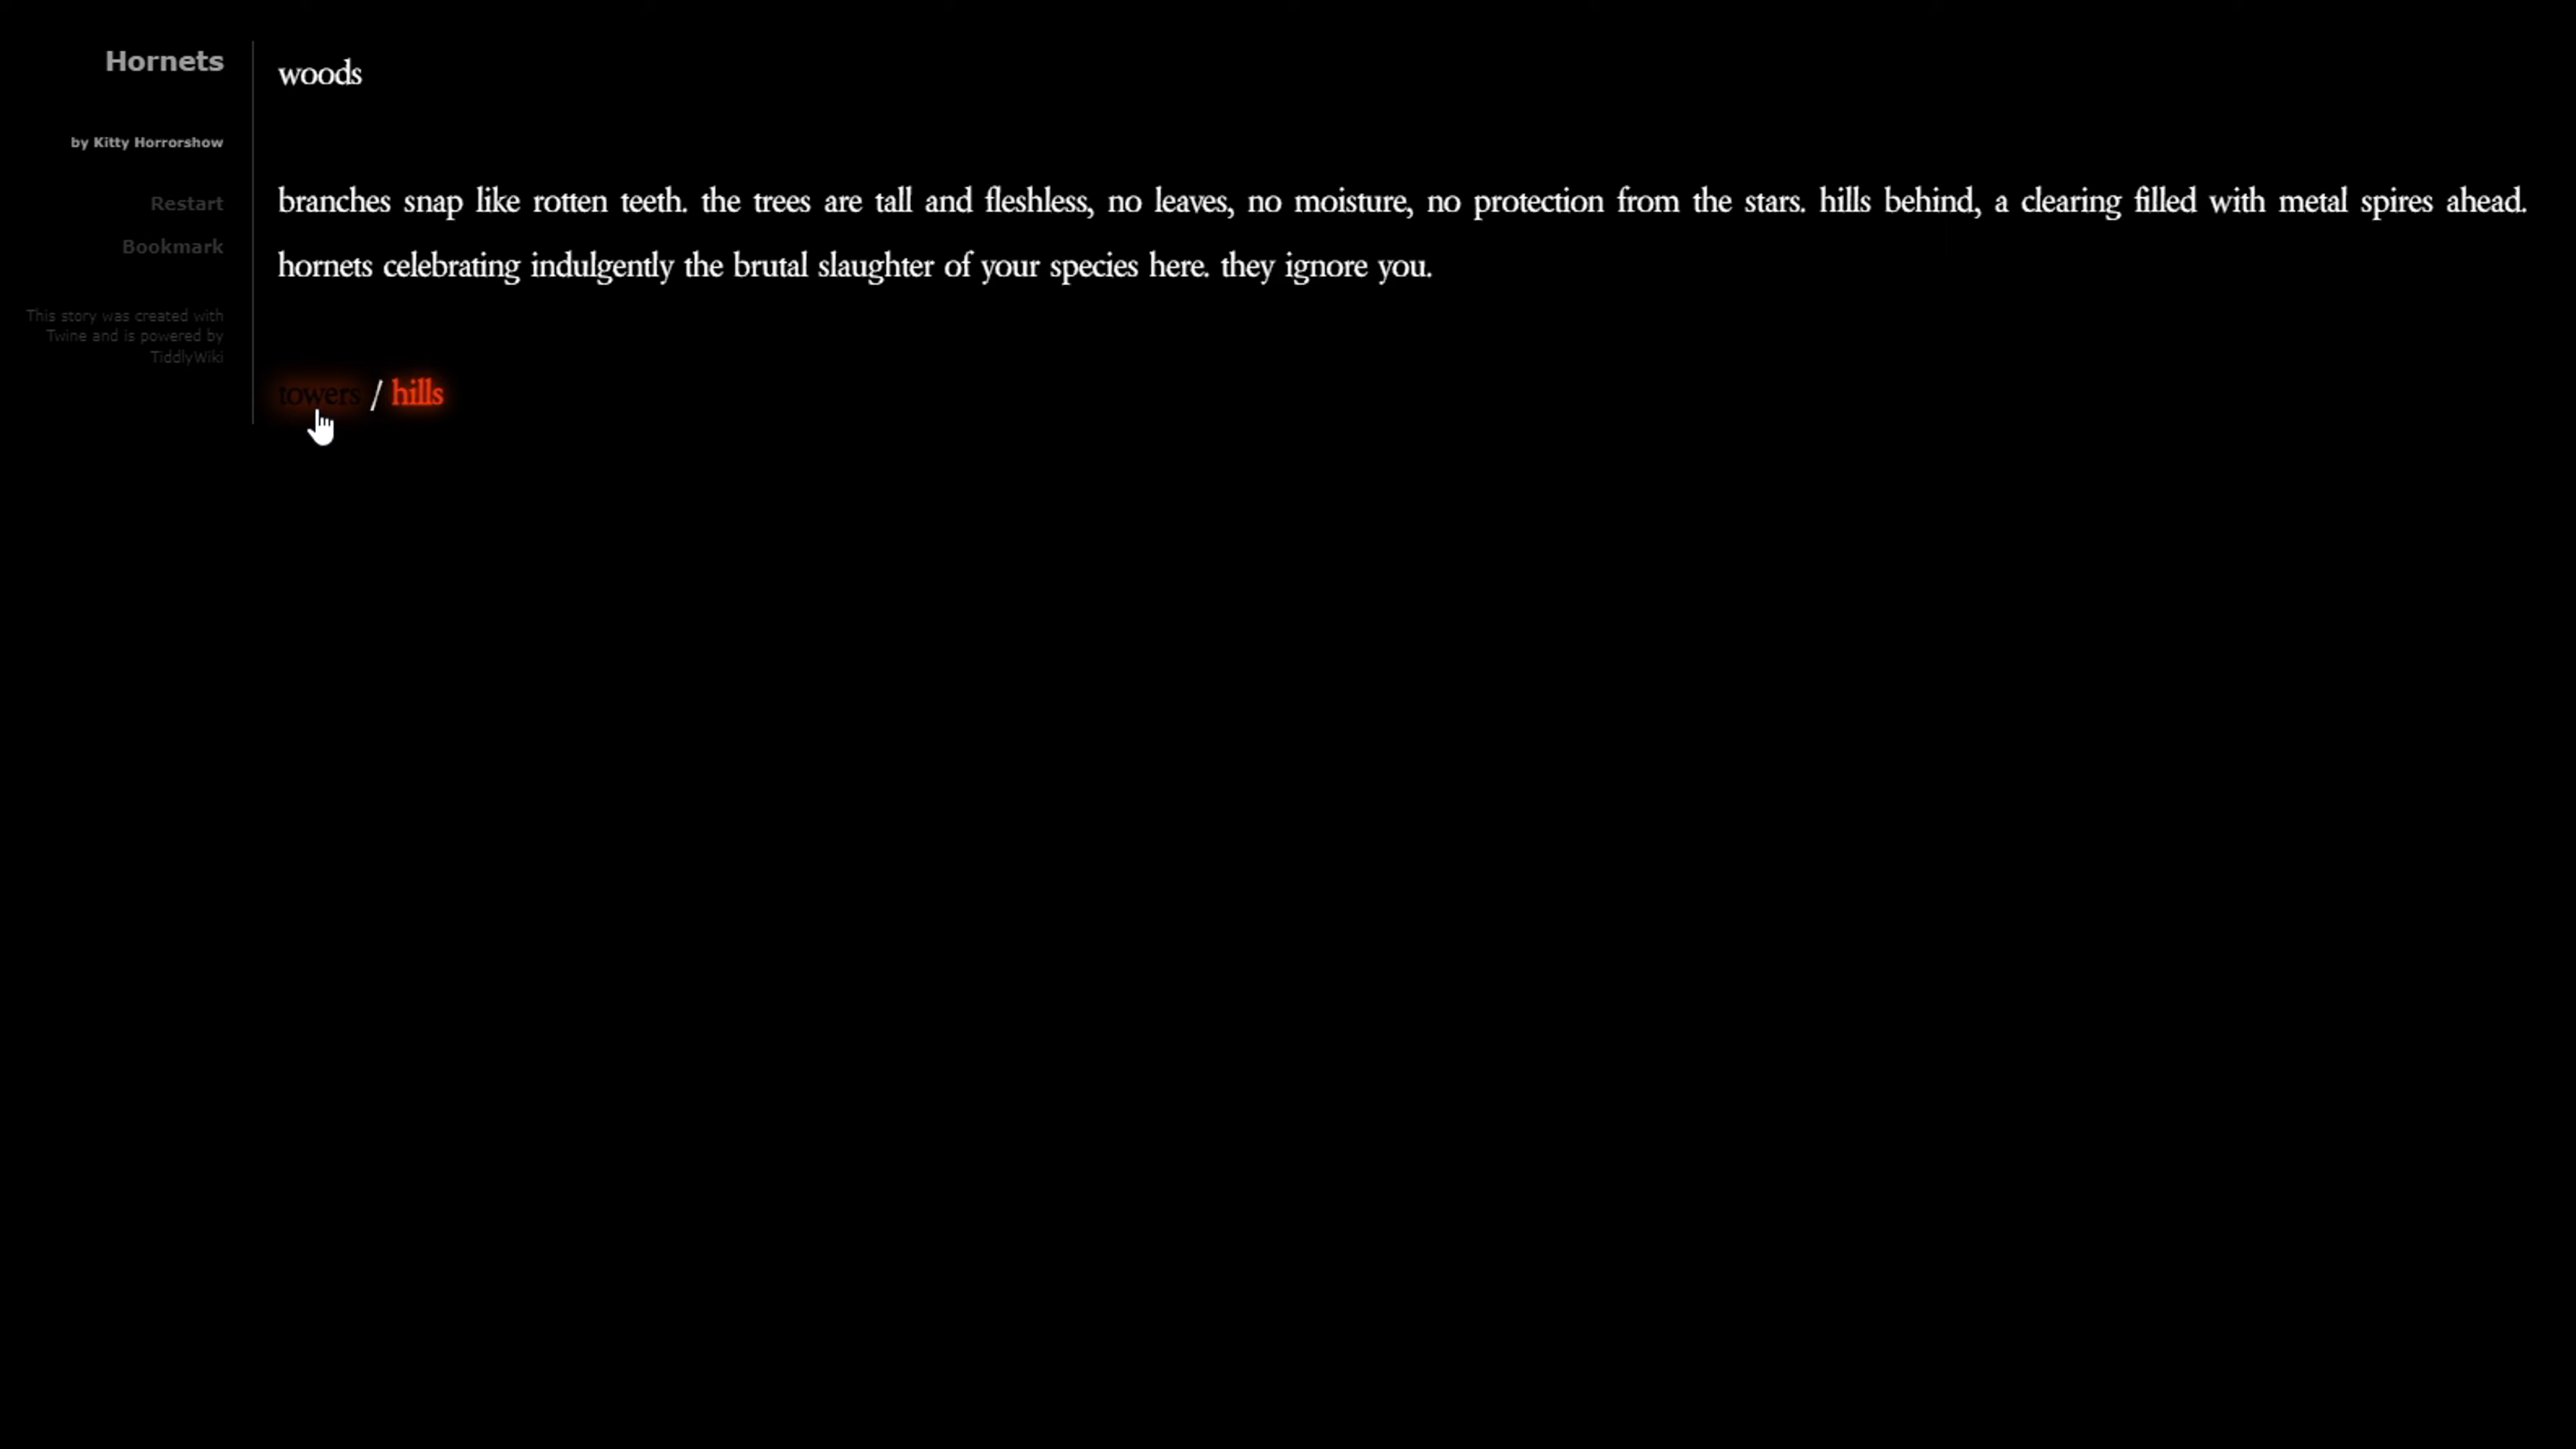 Hornets
by Kitty Horrorshow
Restart
Bookmark
This story was created with
Twine and is powered by
TiddlyWiki
woods
branches snap like rotten teeth. the trees are tall and fleshless, no leaves, no moisture, no protection from the stars. hills behind, a clearing filled with metal spires ahead.
hornets celebrating indulgently the brutal slaughter of your species here. they ignore you.
towers / hills